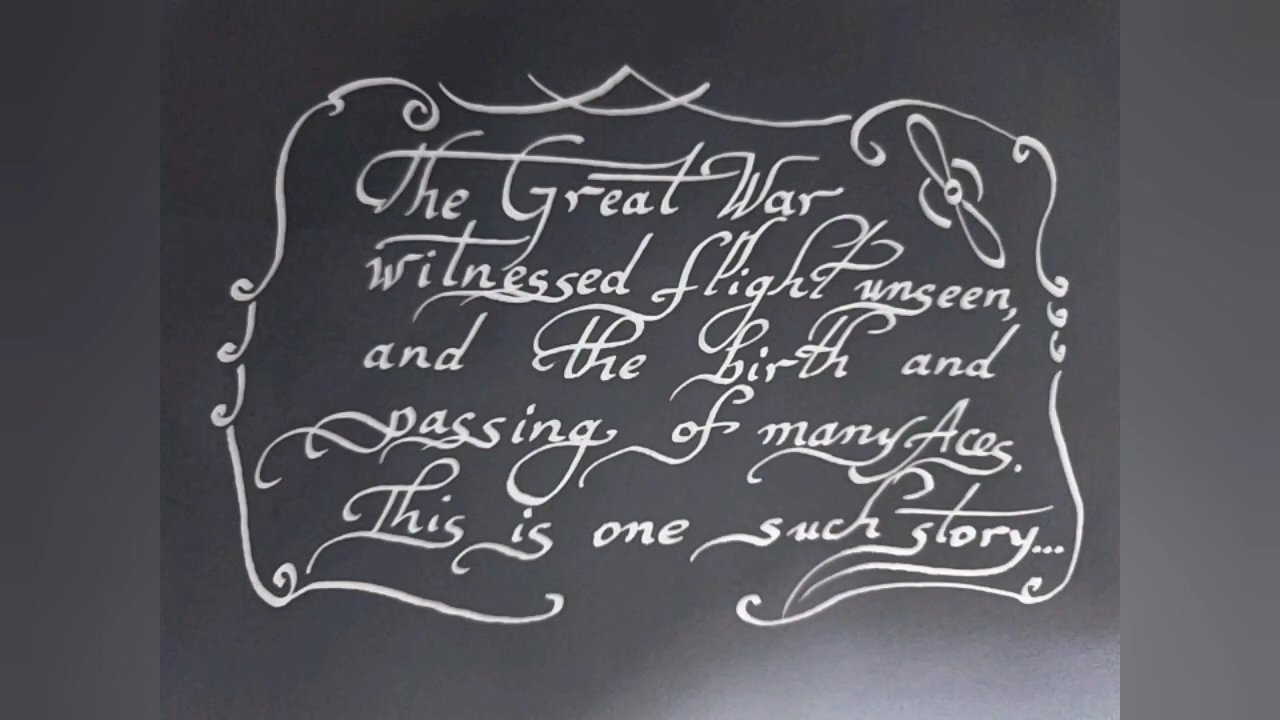 The Great War
witnessed flight unseen,
and the birth and
passing of many Aces.
This is one such story...